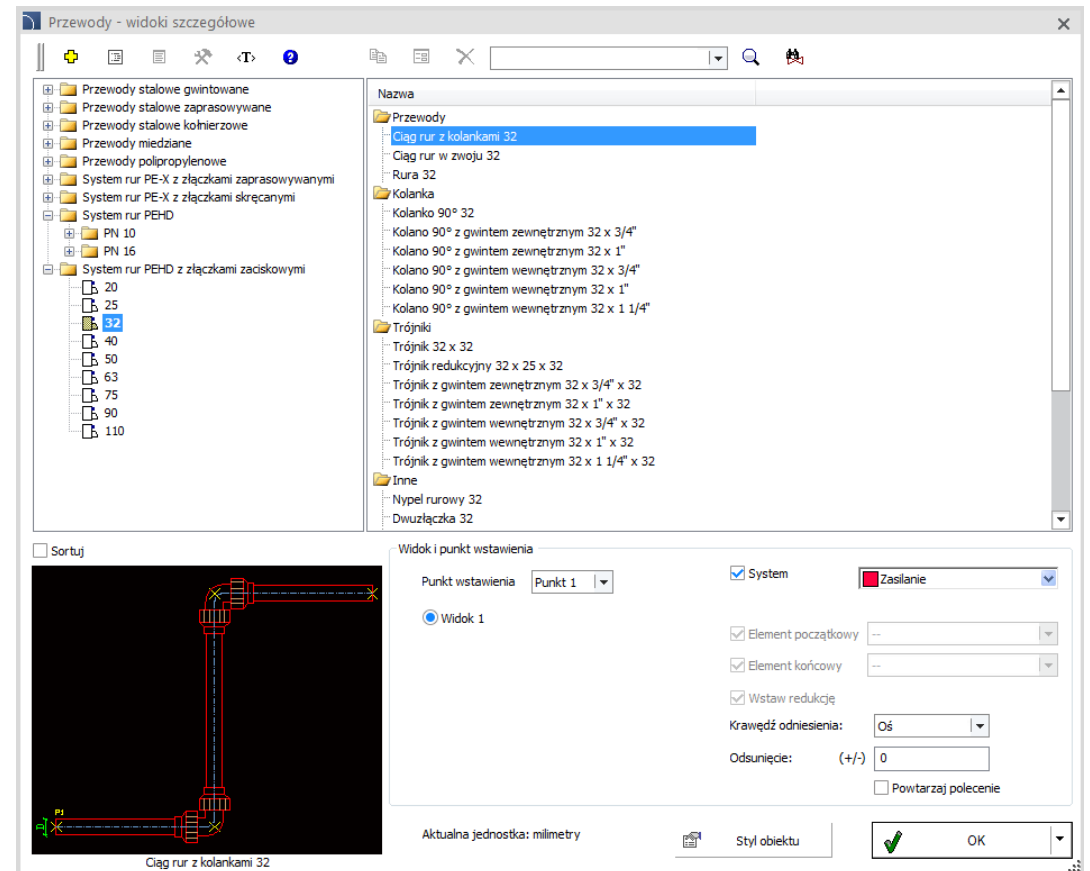 Przewody - widoki szczegółowe
<T>
Przewody stalowe gwintowane
Przewody stalowe zaprasowywane
Przewody stalowe kołnierzowe
Przewody miedziane
Przewody polipropylenowe
System rur PE-X z złączkami zaprasowywanymi
System rur PE-X z złączkami skręcanymi
System rur PEHD
PN 10
PN 16
System rur PEHD z złączkami zaciskowymi
20
25
32
40
50
63
75
90
110
Nazwa
Przewody
Ciąg rur z kolankami 32
Ciąg rur w zwoju 32
Rura 32
Kolanka
Kolanko 90° 32
Kolano 90° z gwintem zewnętrznym 32 x 3/4"
Kolano 90° z gwintem zewnętrznym 32 x 1"
Kolano 90° z gwintem wewnętrznym 32 x 3/4"
Kolano 90° z gwintem wewnętrznym 32 x 1"
Kolano 90° z gwintem wewnętrznym 32 x 1 1/4"
Trójniki
Trójnik 32 x 32
Trójnik redukcyjny 32 x 25 x 32
Trójnik z gwintem zewnętrznym 32 x 3/4" x 32
Trójnik z gwintem zewnętrznym 32 x 1" x 32
Trójnik z gwintem wewnętrznym 32 x 3/4" x 32
Trójnik z gwintem wewnętrznym 32 x 1" x 32
Trójnik z gwintem wewnętrznym 32 x 1 1/4" x 32
Inne
Nypel rurowy 32
Dwuzłączka 32
Sortuj
P1
D
Ciąg rur z kolankami 32
Widok i punkt wstawienia
Punkt wstawienia Punkt 1
Widok 1
System Zasilanie
Element początkowy --
Element końcowy --
Wstaw redukcję
Krawędź odniesienia: Oś
Odsunięcie: (+/-) 0
Powtarzaj polecenie
Aktualna jednostka: milimetry
Styl obiektu
OK